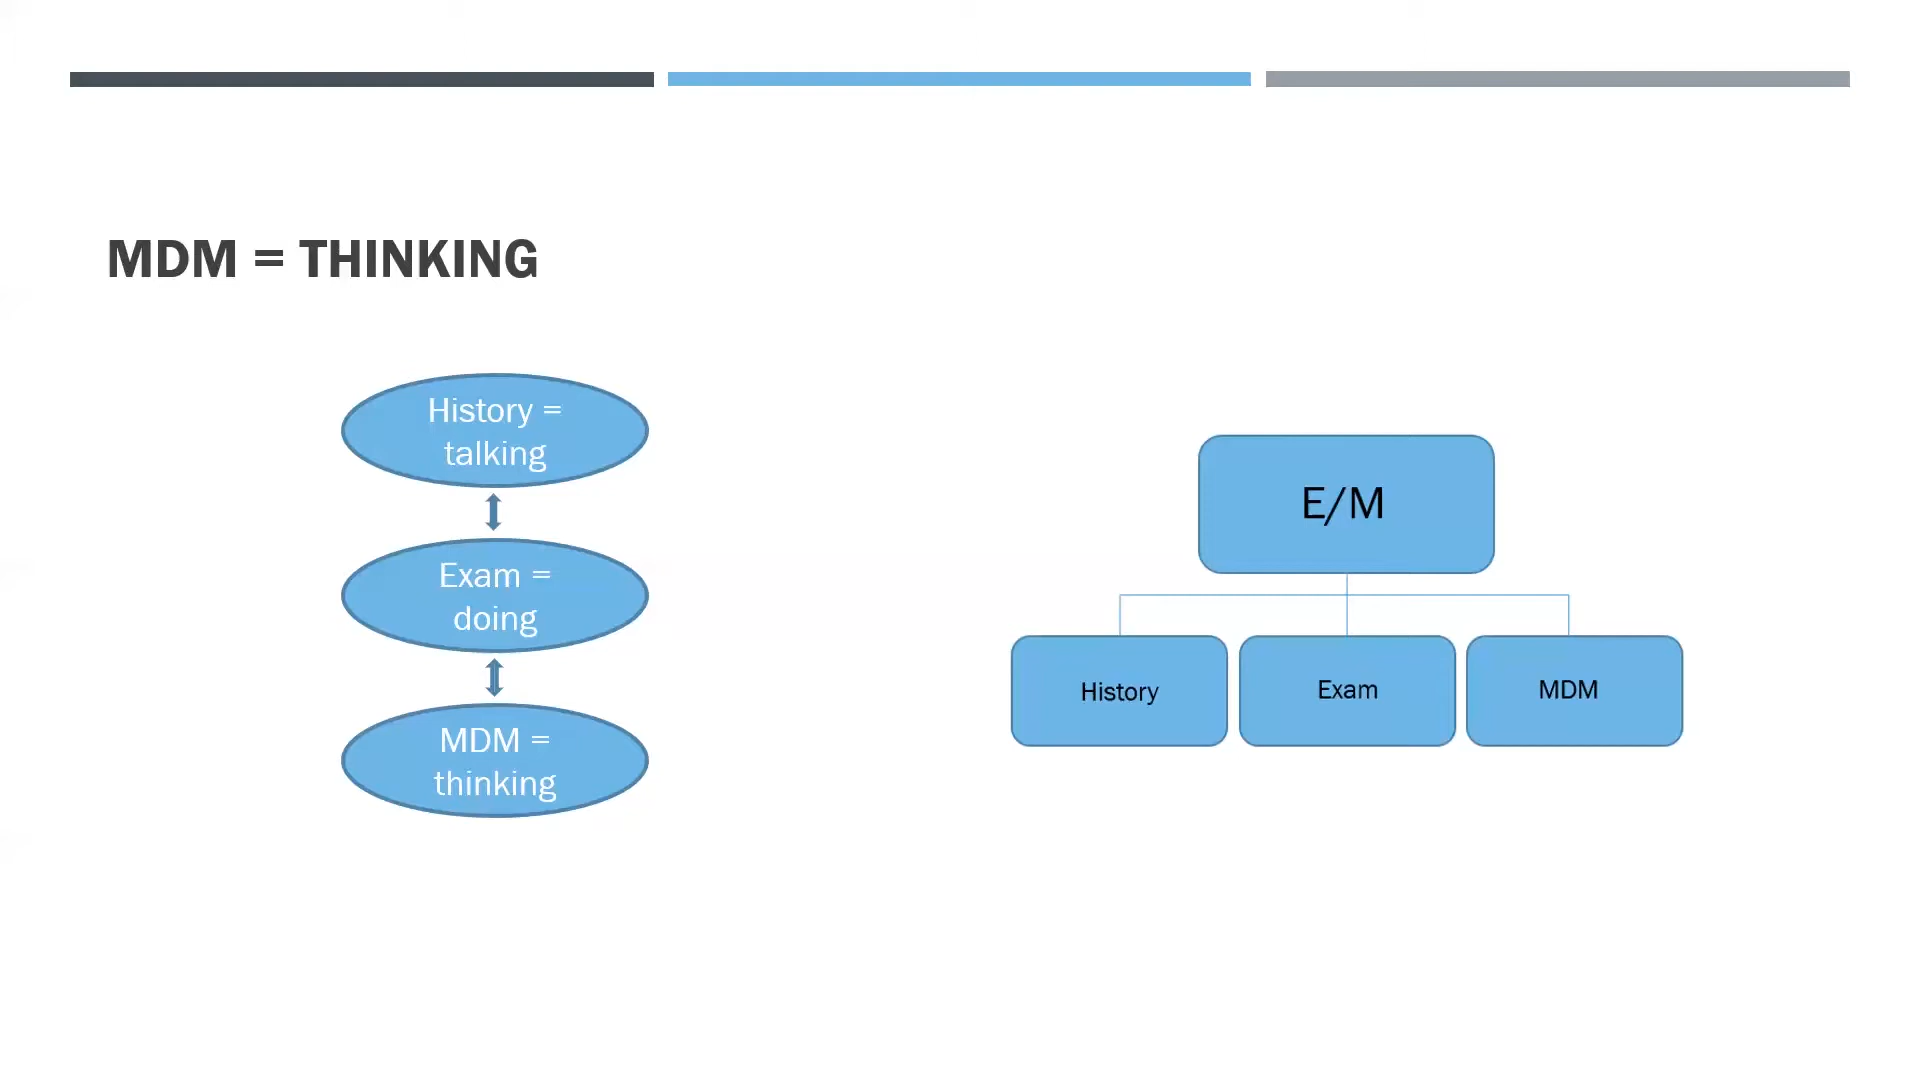 MDM = THINKING
History =
talking
Exam =
doing
MDM =
thinking
E/M
History
Exam
MDM